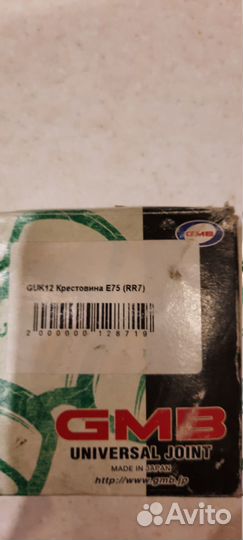 GMB
GUK12 Крестовина E75 (RR7)
2000000128719
GMB
UNIVERSAL JOINT
MADE IN JAPAN
http://www.gmb.jp
Avito